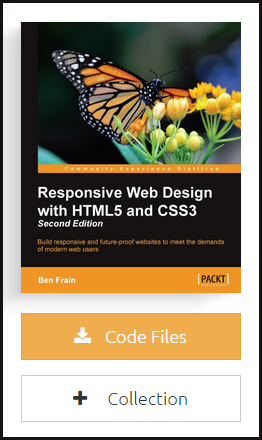 Community Experience Distilled
Responsive Web Design
with HTML5 and CSS3
Second Edition
Build responsive and future-proof websites to meet the demands
of modern web users
Ben Frain
[PACKT]
PUBLISHING
Code Files
+ Collection